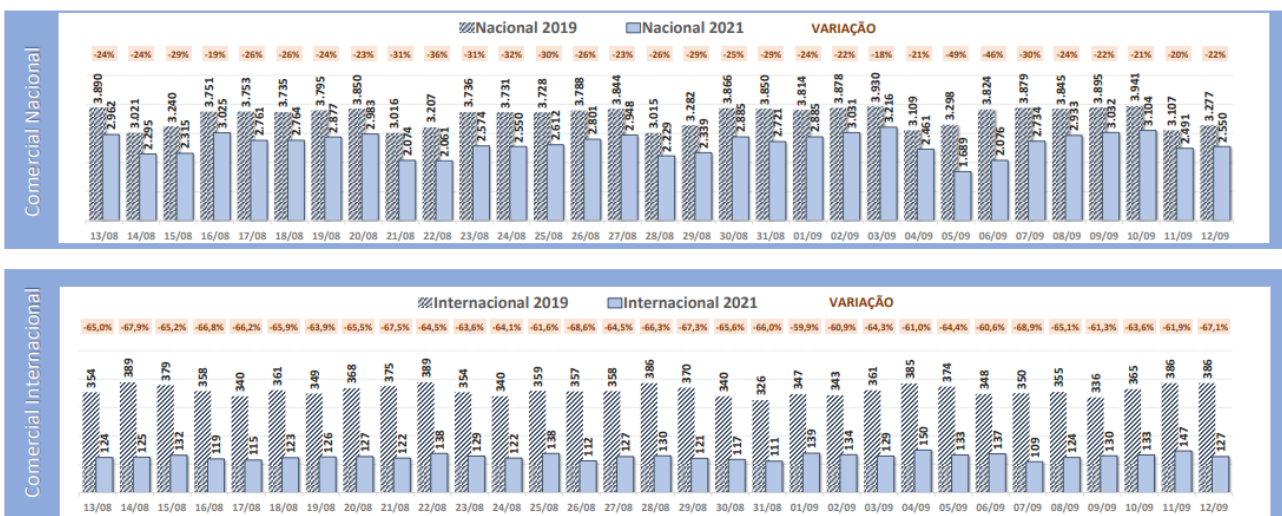 Comercial Nacional
Nacional 2019 Nacional 2021 VARIAÇÃO
-24% -24% -29% -19% -26% -26% -24% -23% -31% -36% -31% -32% -30% -26% -23% -26% -29% -25% -29% -24% -22% -18% -21% -49% -46% -30% -24% -22% -21% -20% -22%
3.890 2.962 3.021 2.295 3.240 2.315 3.751 3.025 3.753 2.761 3.735 2.764 3.795 2.877 3.850 2.983 3.016 2.074 3.207 2.061 3.736 2.574 3.731 2.550 3.728 2.612 3.788 2.801 3.844 2.948 3.015 2.229 3.282 2.339 3.866 2.885 3.850 2.721 3.814 2.885 3.878 3.031 3.930 3.216 3.109 2.461 3.298 1.689 3.824 2.076 3.879 2.734 3.845 2.933 3.895 3.032 3.941 3.104 3.107 2.491 3.277 2.550
13/08 14/08 15/08 16/08 17/08 18/08 19/08 20/08 21/08 22/08 23/08 24/08 25/08 26/08 27/08 28/08 29/08 30/08 31/08 01/09 02/09 03/09 04/09 05/09 06/09 07/09 08/09 09/09 10/09 11/09 12/09
Comercial Internacional
Internacional 2019 Internacional 2021 VARIAÇÃO
-65,0% -67,9% -65,2% -66,8% -66,2% -65,9% -63,9% -65,5% -67,5% -64,5% -63,6% -64,1% -61,6% -68,6% -64,5% -66,3% -67,3% -65,6% -66,0% -59,9% -60,9% -64,3% -61,0% -64,4% -60,6% -68,9% -65,1% -61,3% -63,6% -61,9% -67,1%
354 124 389 125 379 132 358 119 340 115 361 123 349 126 368 127 375 122 389 138 354 129 340 122 359 138 357 112 358 127 386 130 370 121 340 117 326 111 347 139 343 134 361 129 385 150 374 133 348 137 350 109 355 124 336 130 365 133 386 147 386 127
13/08 14/08 15/08 16/08 17/08 18/08 19/08 20/08 21/08 22/08 23/08 24/08 25/08 26/08 27/08 28/08 29/08 30/08 31/08 01/09 02/09 03/09 04/09 05/09 06/09 07/09 08/09 09/09 10/09 11/09 12/09